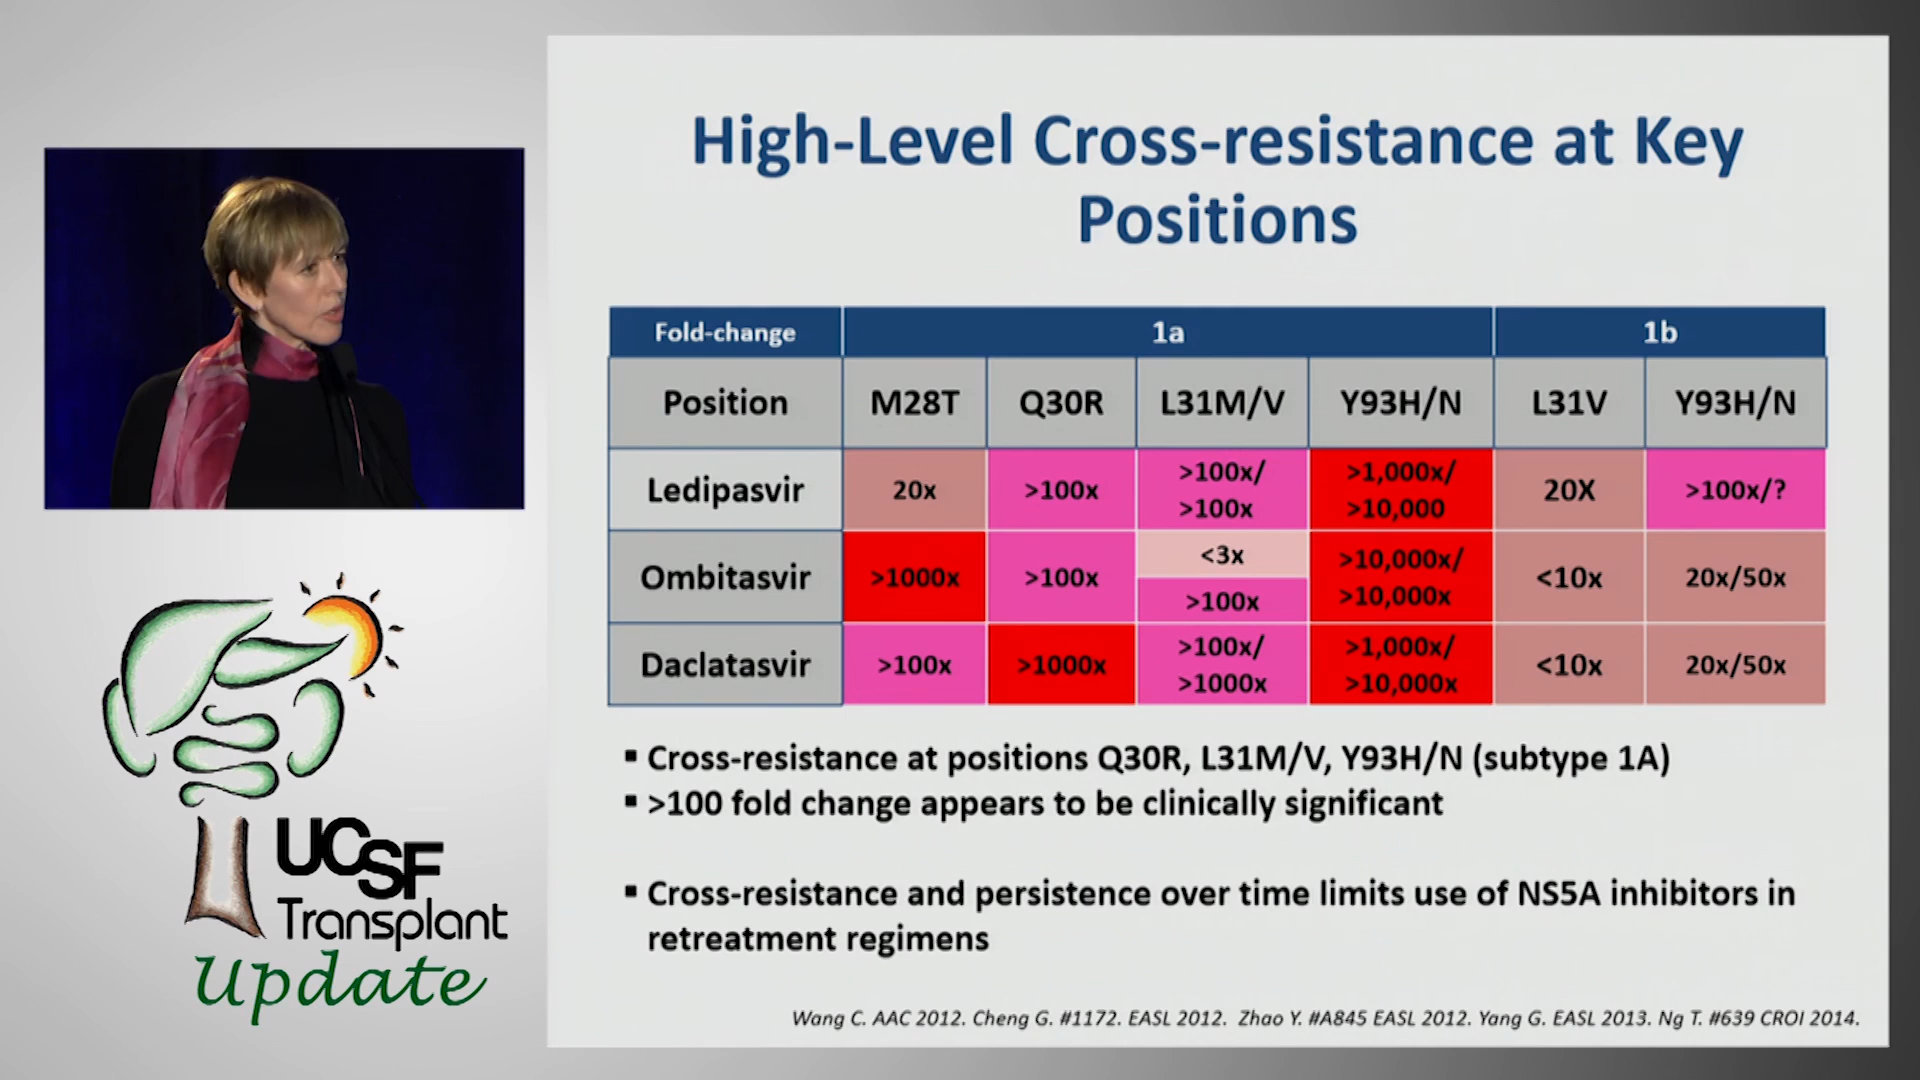 High-Level Cross-resistance at Key
Positions
Fold-change 1a 1b
Position M28T Q30R L31M/V Y93H/N L31V Y93H/N
Ledipasvir 20x >100x >100x/ >100x >1,000x/ >10,000 20X >100x/?
Ombitasvir >1000x >100x <3x >100x >10,000x/ >10,000x <10x 20x/50x
Daclatasvir >100x >1000x >100x/ >1000x >1,000x/ >10,000x <10x 20x/50x
▪ Cross-resistance at positions Q30R, L31M/V, Y93H/N (subtype 1A)
▪ >100 fold change appears to be clinically significant
▪ Cross-resistance and persistence over time limits use of NS5A inhibitors in
retreatment regimens
Wang C. AAC 2012. Cheng G. #1172. EASL 2012. Zhao Y. #A845 EASL 2012. Yang G. EASL 2013. Ng T. #639 CROI 2014.
UCSF
Transplant
Update